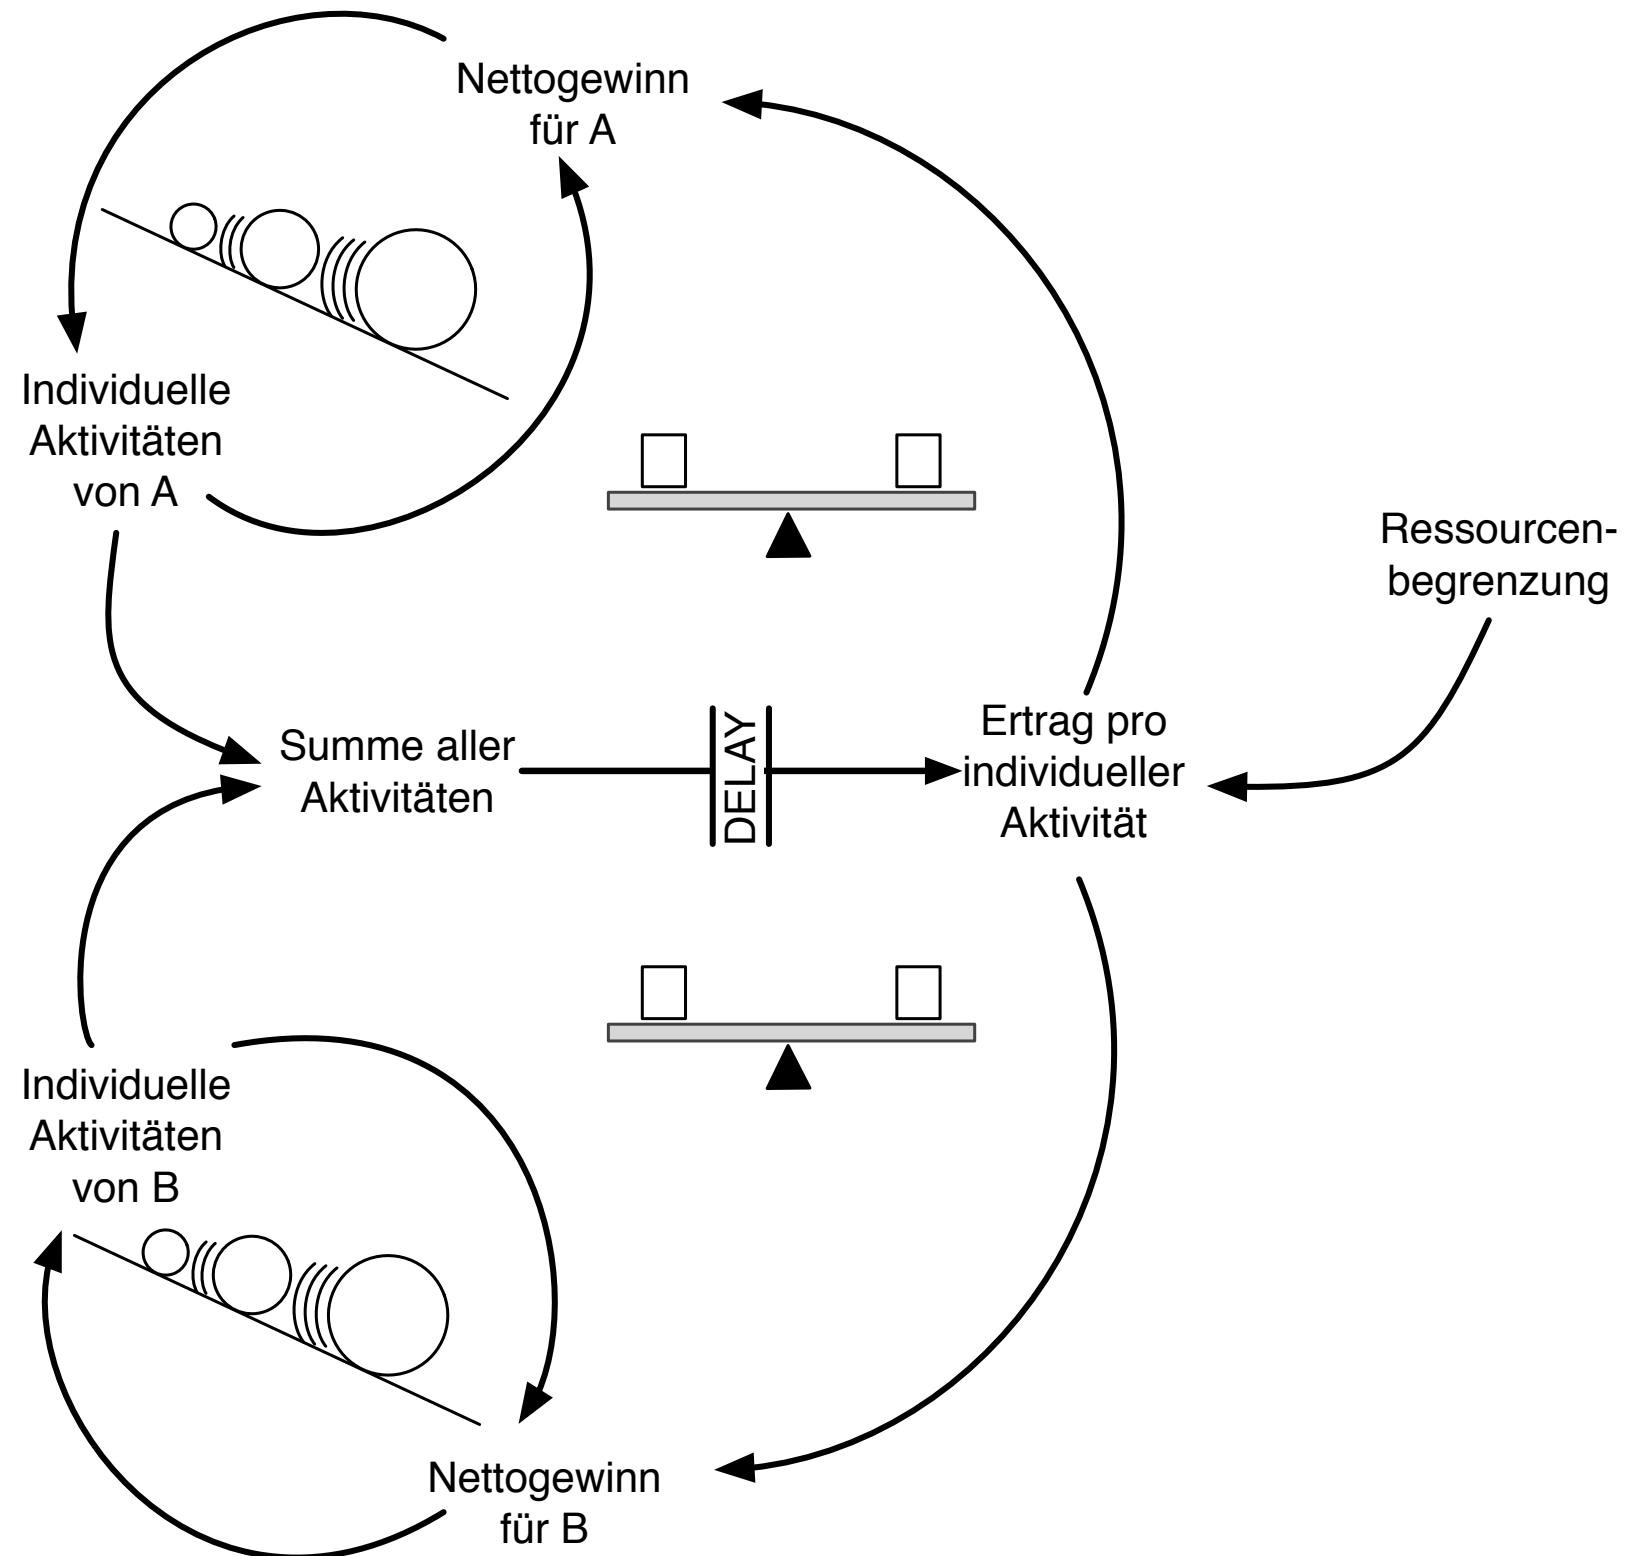 Nettogewinn
für A
Individuelle
Aktivitäten
von A
Ressourcen-
begrenzung
Summe aller
Aktivitäten
DELAY
Ertrag pro
individueller
Aktivität
Individuelle
Aktivitäten
von B
Nettogewinn
für B